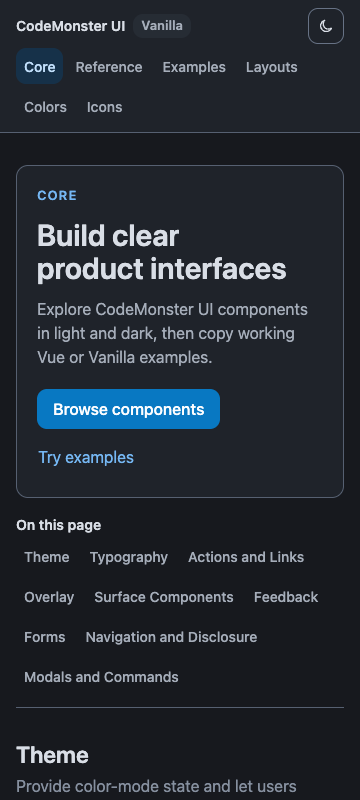 CodeMonster UI Vanilla
Core Reference Examples Layouts
Colors Icons
CORE
Build clear
product interfaces
Explore CodeMonster UI components
in light and dark, then copy working
Vue or Vanilla examples.
Browse components
Try examples
On this page
Theme Typography Actions and Links
Overlay Surface Components Feedback
Forms Navigation and Disclosure
Modals and Commands
Theme
Provide color-mode state and let users